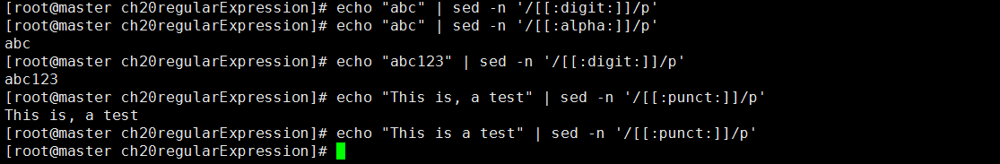 [root@master ch20regularExpression]# echo "abc" | sed -n '/[[:digit:]]/p'
[root@master ch20regularExpression]# echo "abc" | sed -n '/[[:alpha:]]/p'
abc
[root@master ch20regularExpression]# echo "abc123" | sed -n '/[[:digit:]]/p'
abc123
[root@master ch20regularExpression]# echo "This is, a test" | sed -n '/[[:punct:]]/p'
This is, a test
[root@master ch20regularExpression]# echo "This is a test" | sed -n '/[[:punct:]]/p'
[root@master ch20regularExpression]#